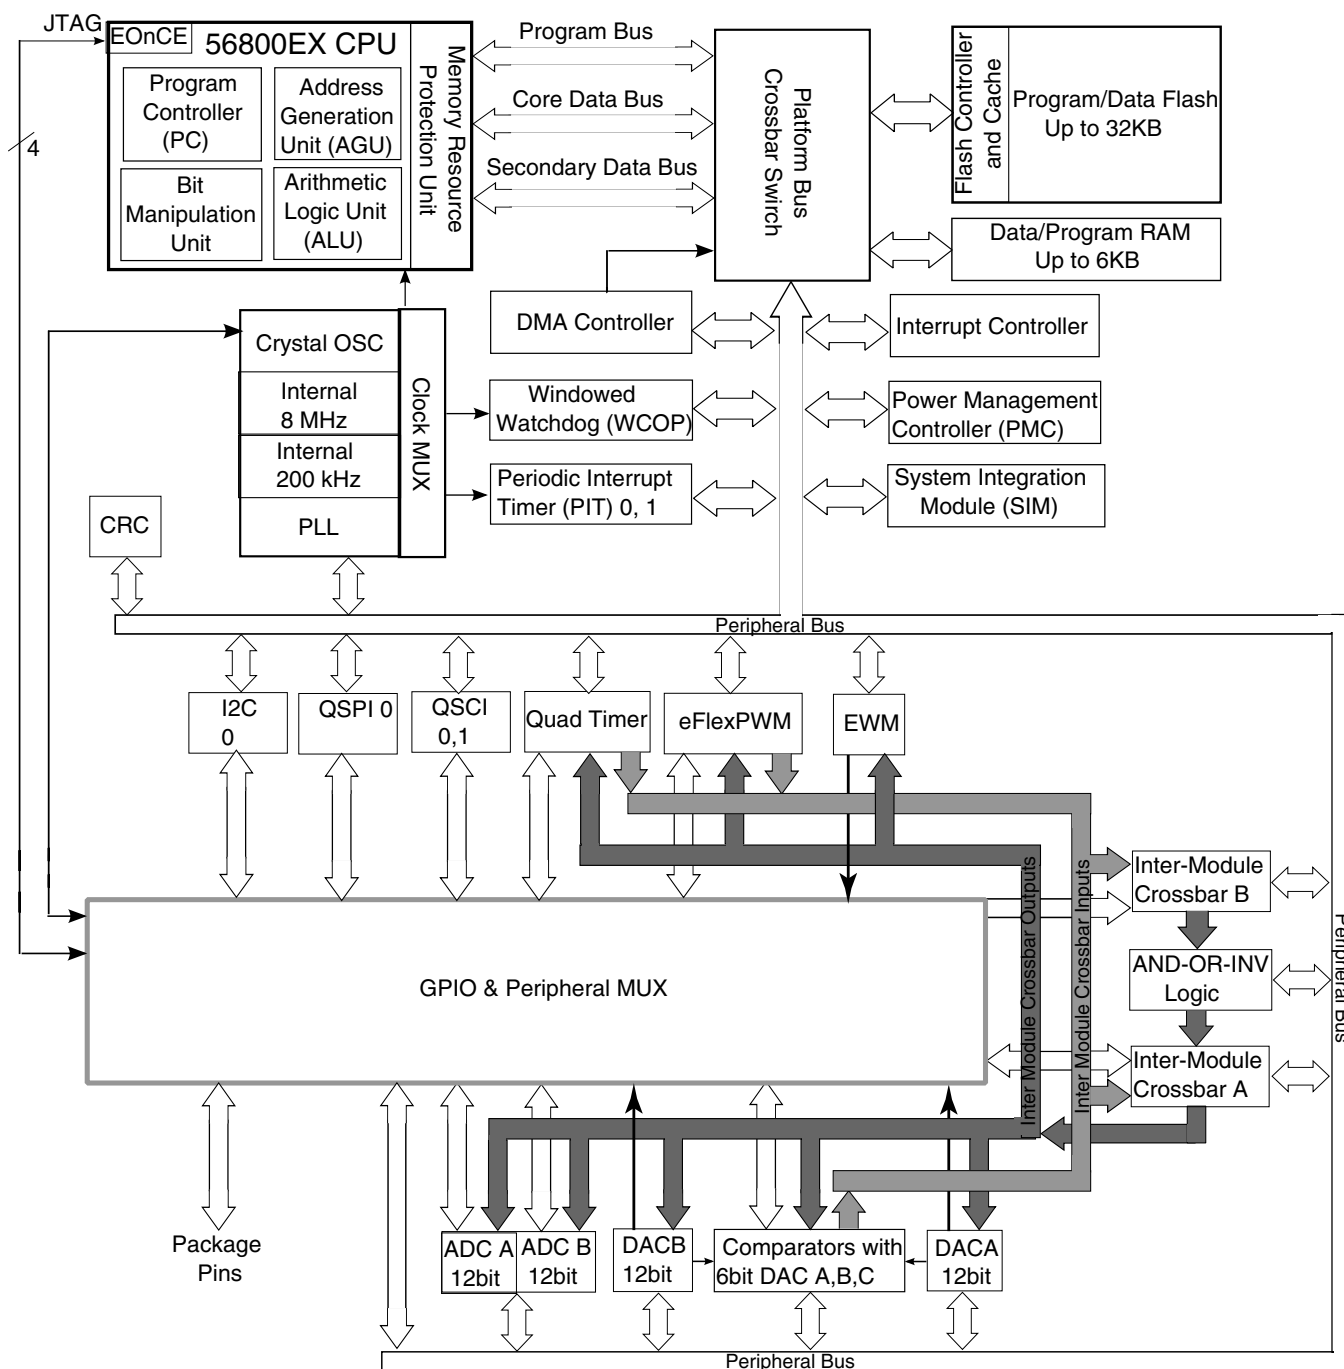 JTAG
EOnCE
56800EX CPU
Program
Controller
(PC)
Address
Generation
Unit (AGU)
Bit
Manipulation
Unit
Arithmetic
Logic Unit
(ALU)
Memory Resource
Protection Unit
4
Program Bus
Core Data Bus
Secondary Data Bus
Platform Bus
Crossbar Swirch
Flash Controller
and Cache
Program/Data Flash
Up to 32KB
Data/Program RAM
Up to 6KB
DMA Controller
Interrupt Controller
Crystal OSC
Internal
8 MHz
Internal
200 kHz
PLL
Clock MUX
Windowed
Watchdog (WCOP)
Power Management
Controller (PMC)
Periodic Interrupt
Timer (PIT) 0, 1
System Integration
Module (SIM)
CRC
Peripheral Bus
I2C
0
QSPI 0
QSCI
0,1
Quad Timer
eFlexPWM
EWM
Inter Module Crossbar Outputs
Inter Module Crossbar Inputs
Inter-Module
Crossbar B
AND-OR-INV
Logic
Inter-Module
Crossbar A
Peripheral Bus
GPIO & Peripheral MUX
Package
Pins
ADC A
12bit
ADC B
12bit
DACB
12bit
Comparators with
6bit DAC A,B,C
DACA
12bit
Peripheral Bus